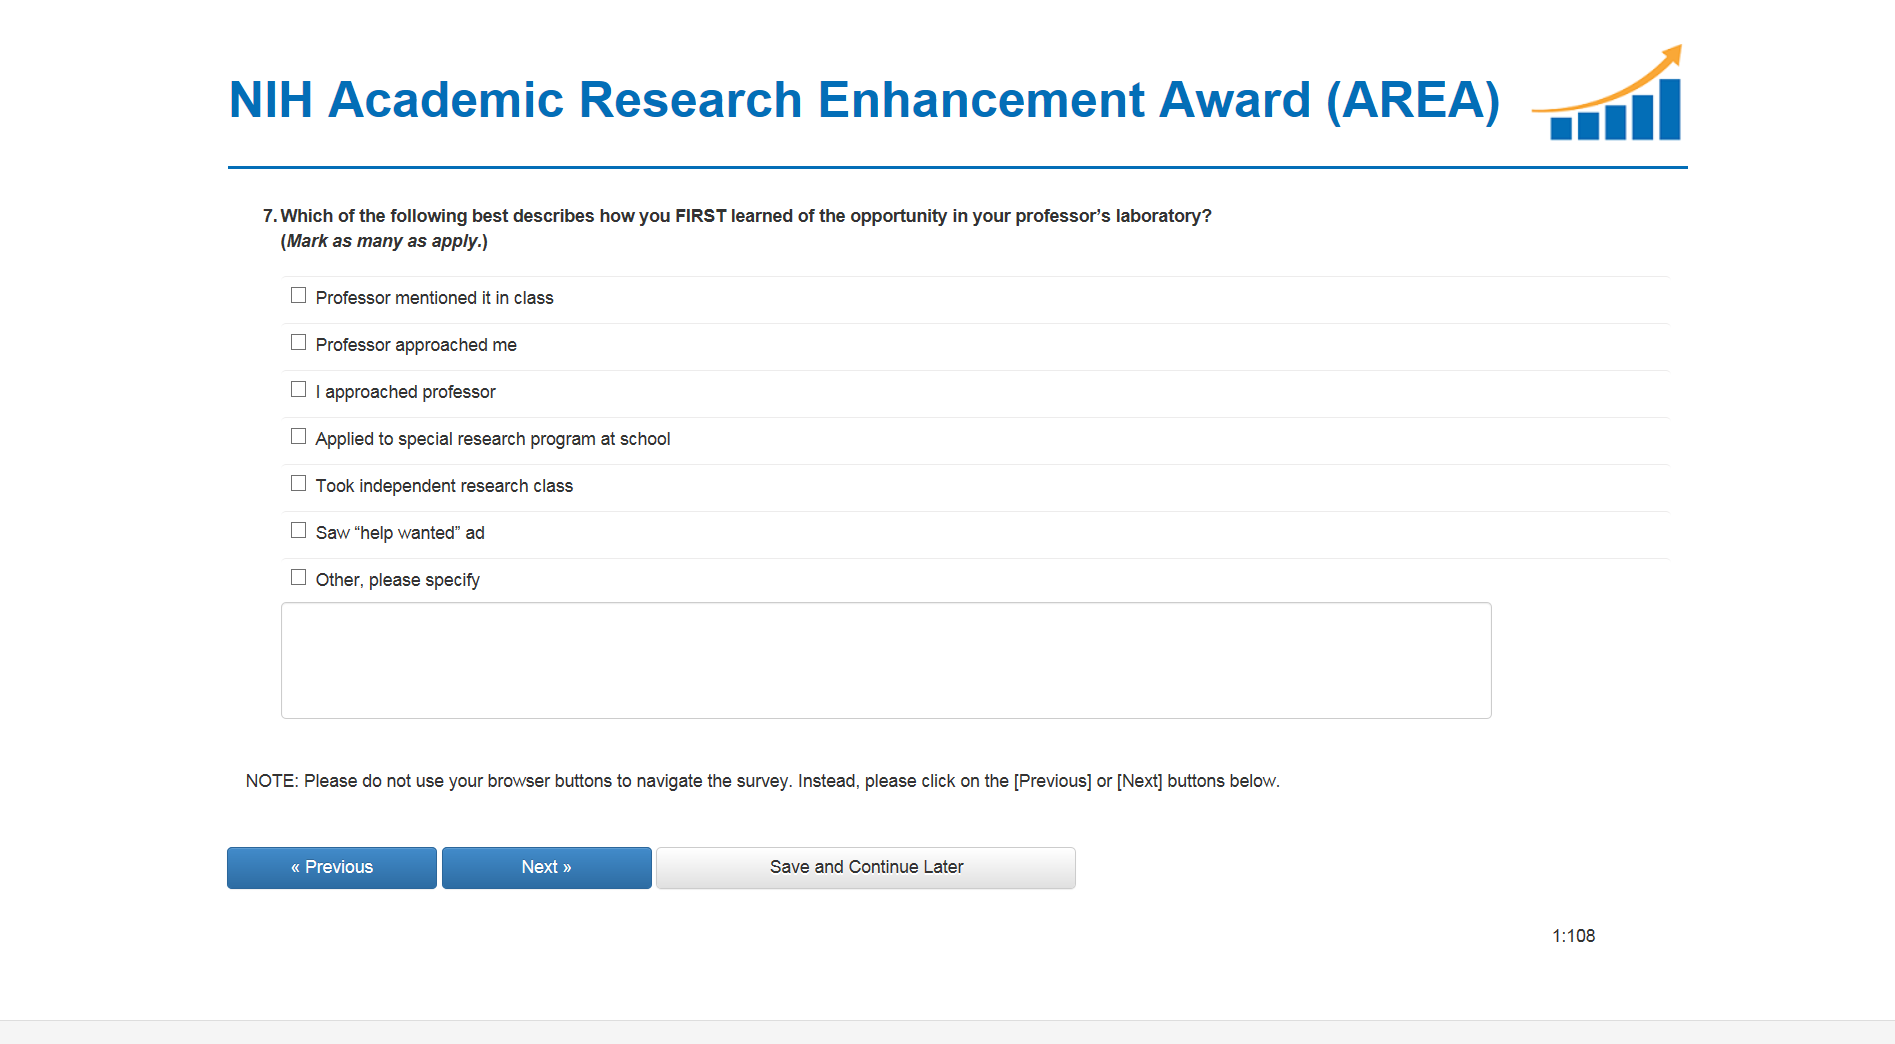 NIH Academic Research Enhancement Award (AREA)
7. Which of the following best describes how you FIRST learned of the opportunity in your professor’s laboratory?
(Mark as many as apply.)
Professor mentioned it in class
Professor approached me
I approached professor
Applied to special research program at school
Took independent research class
Saw “help wanted” ad
Other, please specify
NOTE: Please do not use your browser buttons to navigate the survey. Instead, please click on the [Previous] or [Next] buttons below.
« Previous Next » Save and Continue Later
1:108